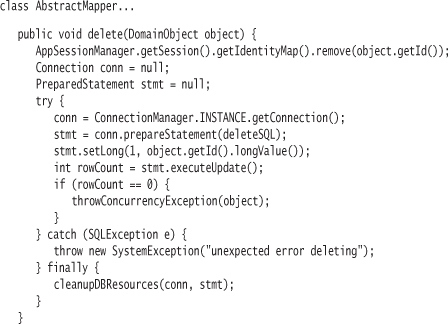 class AbstractMapper...
public void delete(DomainObject object) {
AppSessionManager.getSession().getIdentityMap().remove(object.getId());
Connection conn = null;
PreparedStatement stmt = null;
try {
conn = ConnectionManager.INSTANCE.getConnection();
stmt = conn.prepareStatement(deleteSQL);
stmt.setLong(1, object.getId().longValue());
int rowCount = stmt.executeUpdate();
if (rowCount == 0) {
throwConcurrencyException(object);
}
} catch (SQLException e) {
throw new SystemException("unexpected error deleting");
} finally {
cleanupDBResources(conn, stmt);
}
}